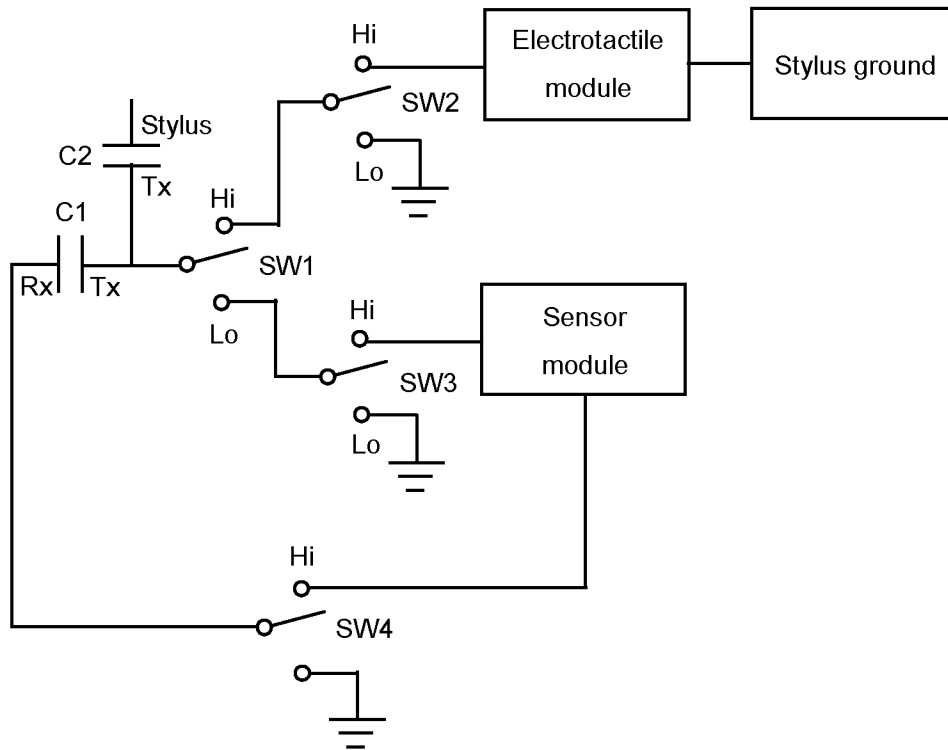 Hi
Electrotactile
module
Stylus ground
SW2
Stylus
C2
Lo
Tx
Hi
C1
SW1
Rx
Tx
Hi
Lo
Sensor
module
SW3
Lo
Hi
SW4